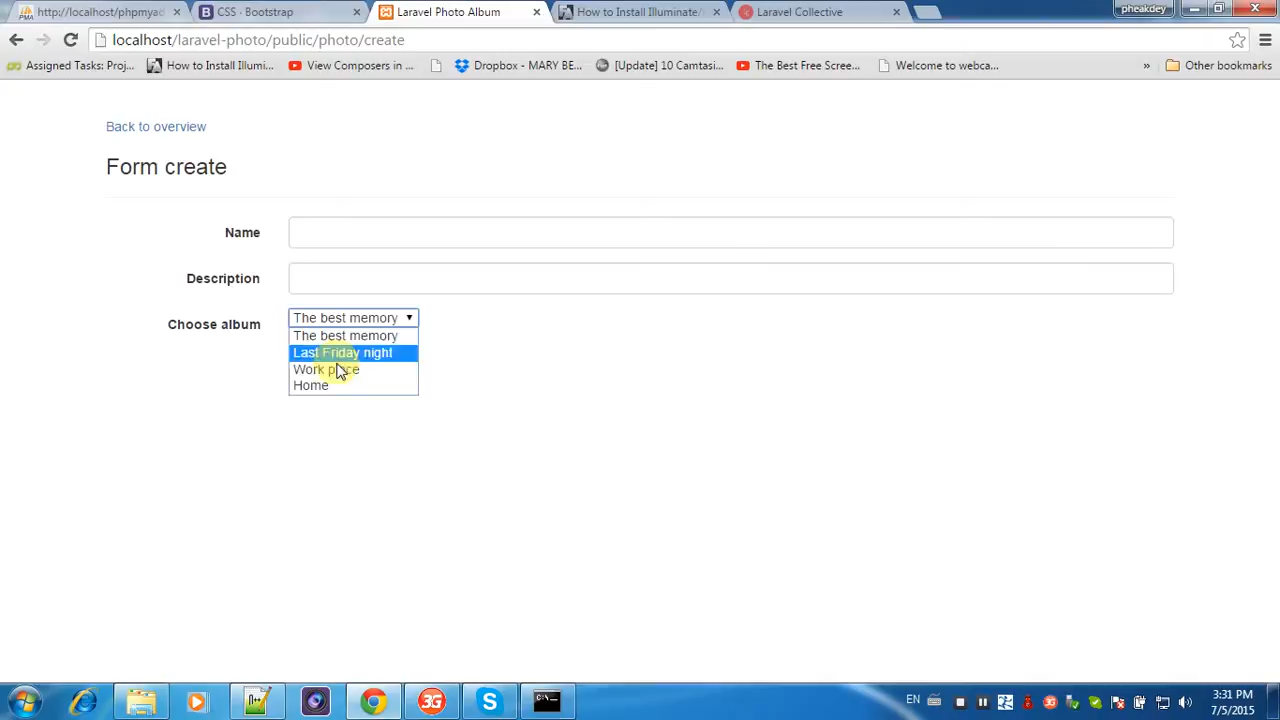 http://localhost/phpmyad
CSS · Bootstrap
Laravel Photo Album
How to Install Illuminate/
Laravel Collective
pheakdey
localhost/laravel-photo/public/photo/create
Assigned Tasks: Proj...
How to Install Illumi...
View Composers in ...
Dropbox - MARY BE...
[Update] 10 Camtasi...
The Best Free Scree...
Welcome to webca...
»
Other bookmarks
Back to overview
Form create
Name
Description
Choose album
The best memory
The best memory
Last Friday night
Work place
Home
EN
3:31 PM
7/5/2015